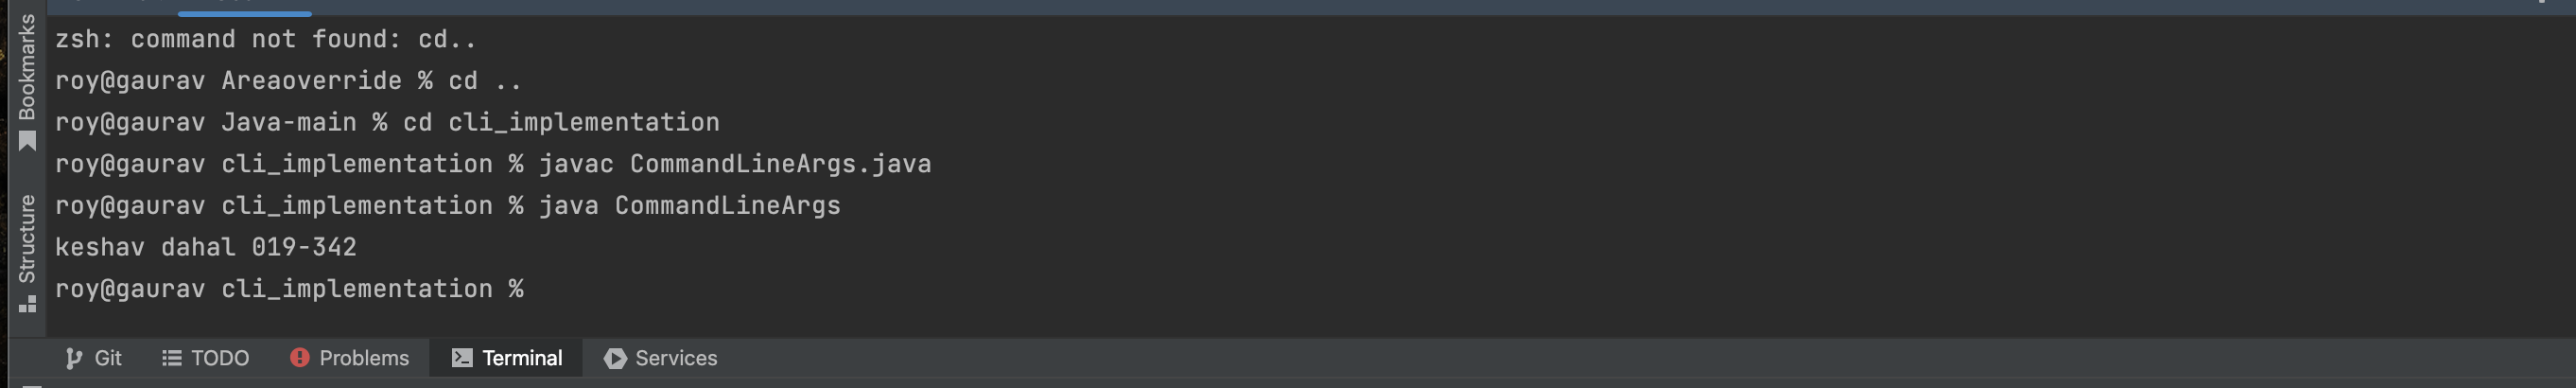 Bookmarks
Structure
zsh: command not found: cd..
roy@gaurav Areaoverride % cd ..
roy@gaurav Java-main % cd cli_implementation
roy@gaurav cli_implementation % javac CommandLineArgs.java
roy@gaurav cli_implementation % java CommandLineArgs
keshav dahal 019-342
roy@gaurav cli_implementation %
Git TODO Problems Terminal Services